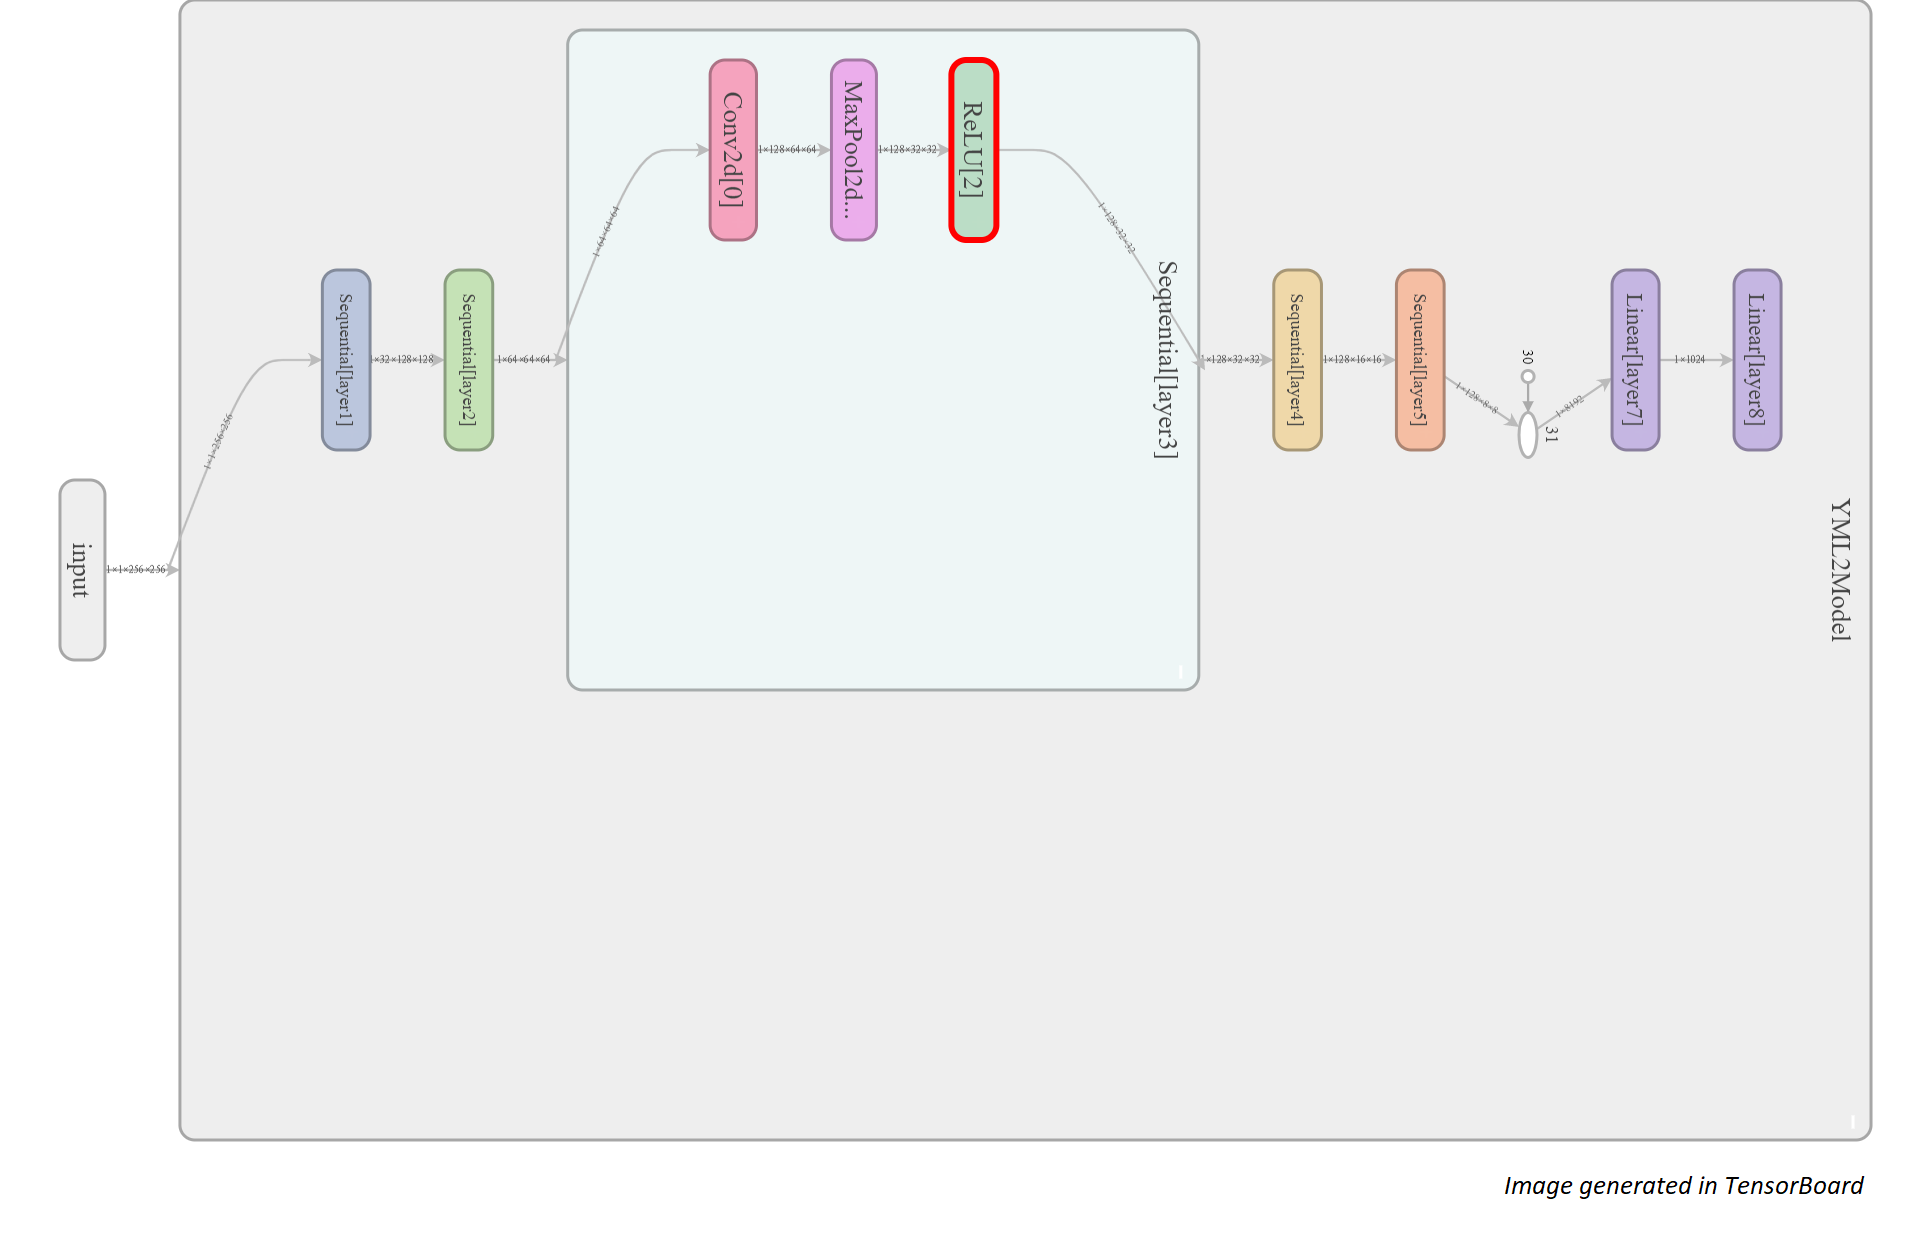 input
1×1×256×256
1×1×256×256
Sequential[layer1]
×32×128×128
Sequential[layer2]
1×64×64×64
1×64×64×64
Conv2d[0]
1×128×64×64
MaxPool2d...
1×128×32×32
ReLU[2]
1×128×32×32
Sequential[layer3]
1×128×32×32
Sequential[layer4]
1×128×16×16
Sequential[layer5]
1×128×8×8
30
31
1×8192
Linear[layer7]
1×1024
Linear[layer8]
YML2Model
Image generated in TensorBoard